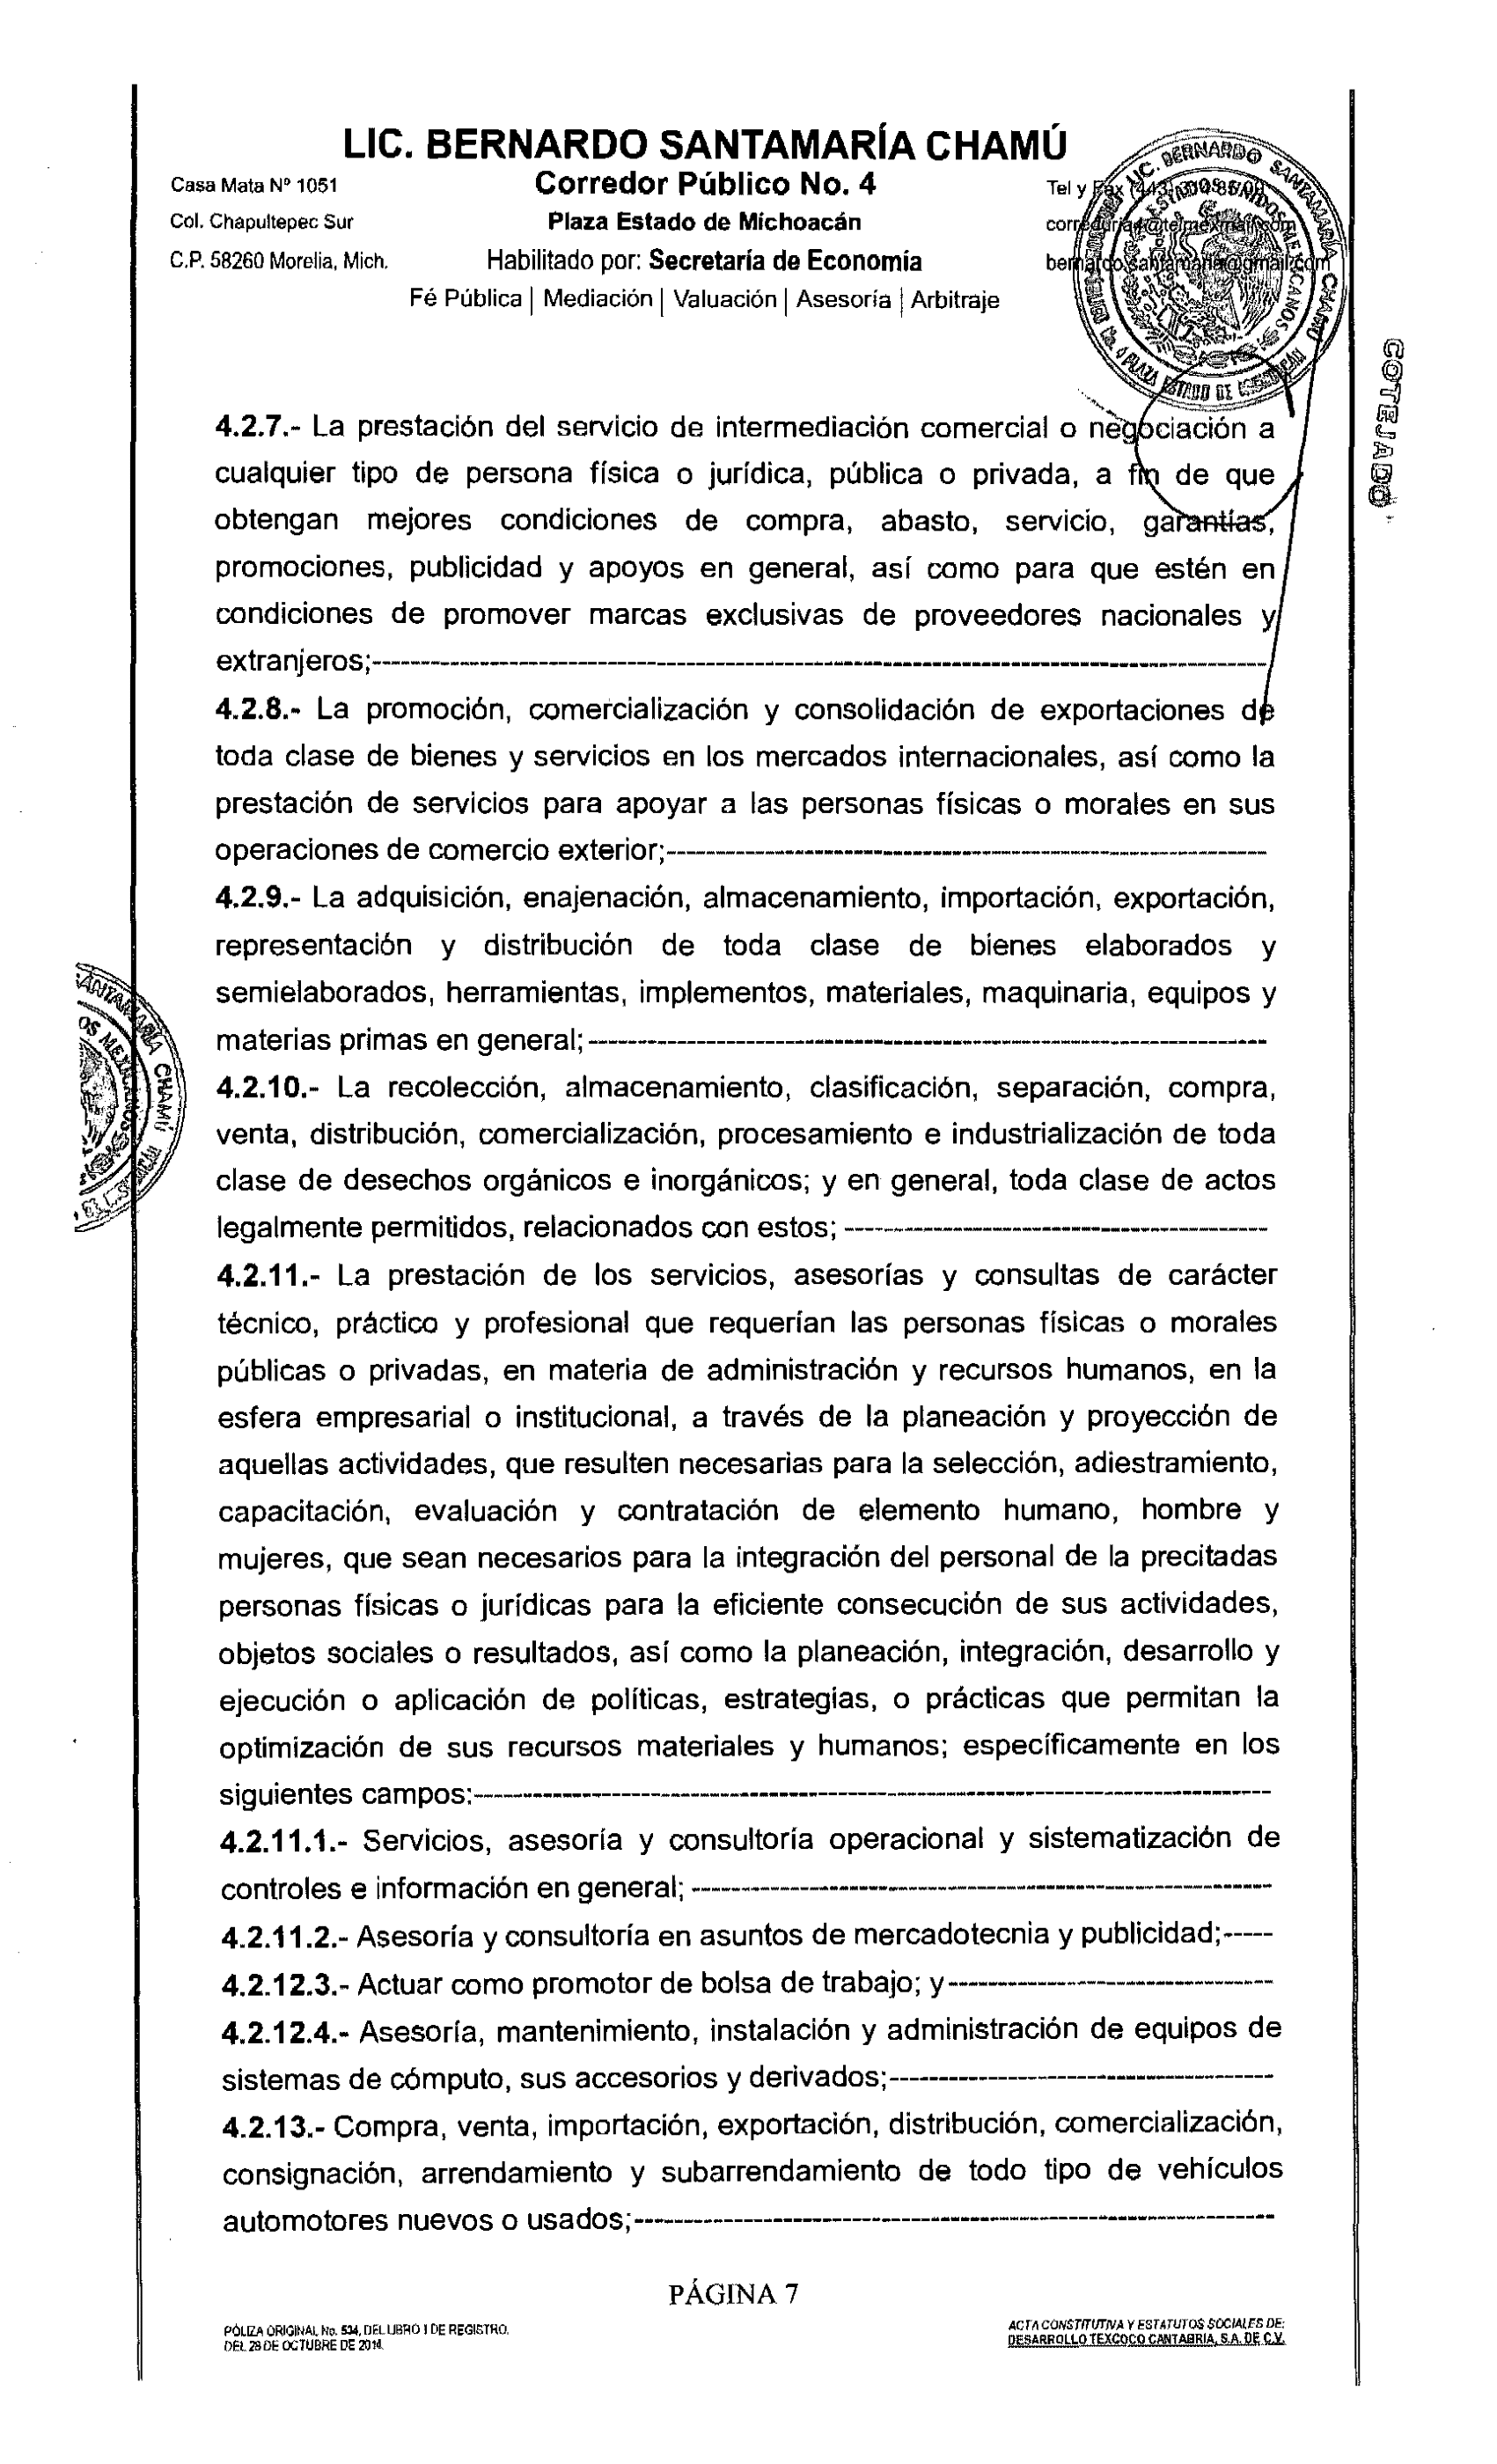 LIC. BERNARDO SANTAMARÍA CHAMÚ
Casa Mata Nº 1051
Corredor Público No. 4
Tel y Fax (443)
Col. Chapultepec Sur
Plaza Estado de Michoacán
C.P. 58260 Morelia, Mich.
Habilitado por: Secretaría de Economía
Fé Pública | Mediación | Valuación | Asesoría | Arbitraje
LIC. BERNARDO SANTAMARÍA CHAMÚ
COTEJADO
4.2.7.- La prestación del servicio de intermediación comercial o negociación a
cualquier tipo de persona física o jurídica, pública o privada, a fin de que
obtengan mejores condiciones de compra, abasto, servicio, garantías,
promociones, publicidad y apoyos en general, así como para que estén en
condiciones de promover marcas exclusivas de proveedores nacionales y
extranjeros;
4.2.8.- La promoción, comercialización y consolidación de exportaciones de
toda clase de bienes y servicios en los mercados internacionales, así como la
prestación de servicios para apoyar a las personas físicas o morales en sus
operaciones de comercio exterior;
4.2.9.- La adquisición, enajenación, almacenamiento, importación, exportación,
representación y distribución de toda clase de bienes elaborados y
semielaborados, herramientas, implementos, materiales, maquinaria, equipos y
materias primas en general;
4.2.10.- La recolección, almacenamiento, clasificación, separación, compra,
venta, distribución, comercialización, procesamiento e industrialización de toda
clase de desechos orgánicos e inorgánicos; y en general, toda clase de actos
legalmente permitidos, relacionados con estos;
4.2.11.- La prestación de los servicios, asesorías y consultas de carácter
técnico, práctico y profesional que requerían las personas físicas o morales
públicas o privadas, en materia de administración y recursos humanos, en la
esfera empresarial o institucional, a través de la planeación y proyección de
aquellas actividades, que resulten necesarias para la selección, adiestramiento,
capacitación, evaluación y contratación de elemento humano, hombre y
mujeres, que sean necesarios para la integración del personal de la precitadas
personas físicas o jurídicas para la eficiente consecución de sus actividades,
objetos sociales o resultados, así como la planeación, integración, desarrollo y
ejecución o aplicación de políticas, estrategias, o prácticas que permitan la
optimización de sus recursos materiales y humanos; específicamente en los
siguientes campos:
4.2.11.1.- Servicios, asesoría y consultoría operacional y sistematización de
controles e información en general;
4.2.11.2.- Asesoría y consultoría en asuntos de mercadotecnia y publicidad;-----
4.2.12.3.- Actuar como promotor de bolsa de trabajo; y
4.2.12.4.- Asesoría, mantenimiento, instalación y administración de equipos de
sistemas de cómputo, sus accesorios y derivados;
4.2.13.- Compra, venta, importación, exportación, distribución, comercialización,
consignación, arrendamiento y subarrendamiento de todo tipo de vehículos
automotores nuevos o usados;
PÁGINA 7
PÓLIZA ORIGINAL No. 534, DEL LIBRO I DE REGISTRO.
DEL 28 DE OCTUBRE DE 2014.
ACTA CONSTITUTIVA Y ESTATUTOS SOCIALES DE:
DESARROLLO TEXCOCO CANTABRIA, S.A. DE C.V.